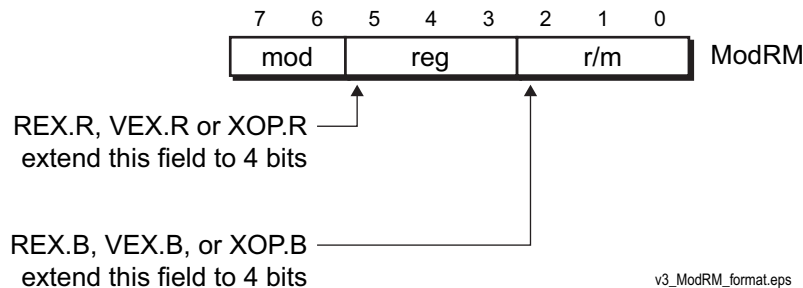 7 6 5 4 3 2 1 0
mod reg r/m ModRM
REX.R, VEX.R or XOP.R
extend this field to 4 bits
REX.B, VEX.B, or XOP.B
extend this field to 4 bits
v3_ModRM_format.eps